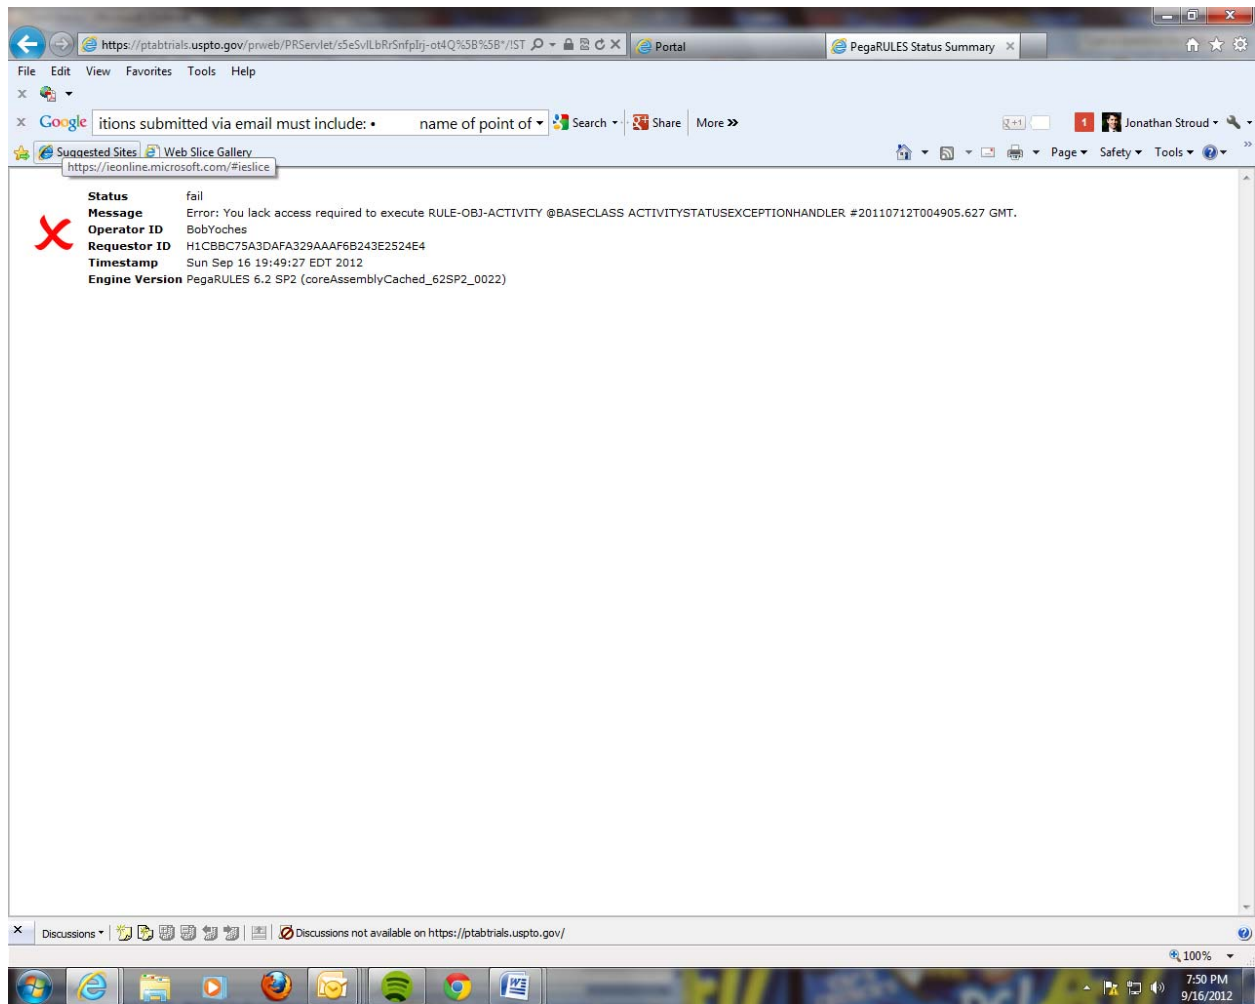 https://ptabtrials.uspto.gov/prweb/PRServlet/s5eSvlLbRrSnfpIrj-ot4Q%5B%5B*/!ST
Portal
PegaRULES Status Summary
File Edit View Favorites Tools Help
Google itions submitted via email must include: • name of point of Search Share More »
+1 1 Jonathan Stroud
Suggested Sites Web Slice Gallery
Page Safety Tools
https://ieonline.microsoft.com/#ieslice
Status fail
Message Error: You lack access required to execute RULE-OBJ-ACTIVITY @BASECLASS ACTIVITYSTATUSEXCEPTIONHANDLER #20110712T004905.627 GMT.
Operator ID BobYoches
Requestor ID H1CBBC75A3DAFA329AAAF6B243E2524E4
Timestamp Sun Sep 16 19:49:27 EDT 2012
Engine Version PegaRULES 6.2 SP2 (coreAssemblyCached_62SP2_0022)
Discussions Discussions not available on https://ptabtrials.uspto.gov/
100%
7:50 PM
9/16/2012